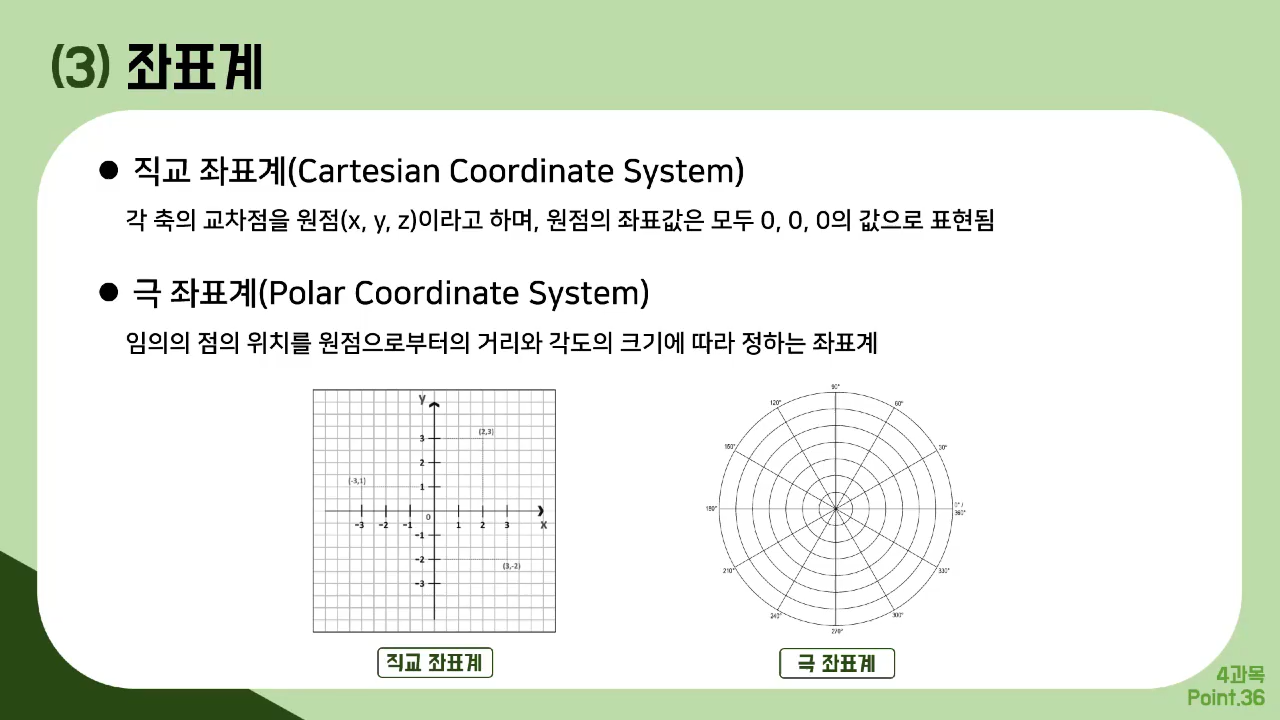 (3) 좌표계
● 직교 좌표계(Cartesian Coordinate System)
각 축의 교차점을 원점(x, y, z)이라고 하며, 원점의 좌표값은 모두 0, 0, 0의 값으로 표현됨
● 극 좌표계(Polar Coordinate System)
임의의 점의 위치를 원점으로부터의 거리와 각도의 크기에 따라 정하는 좌표계
Y
3
(2,3)
2
(-3,1)
1
0
-3 -2 -1 1 2 3 X
-1
-2
(3,-2)
-3
직교 좌표계
90°
120° 60°
150° 30°
180° 0° / 360°
210° 330°
240° 300°
270°
극 좌표계
4과목
Point.36